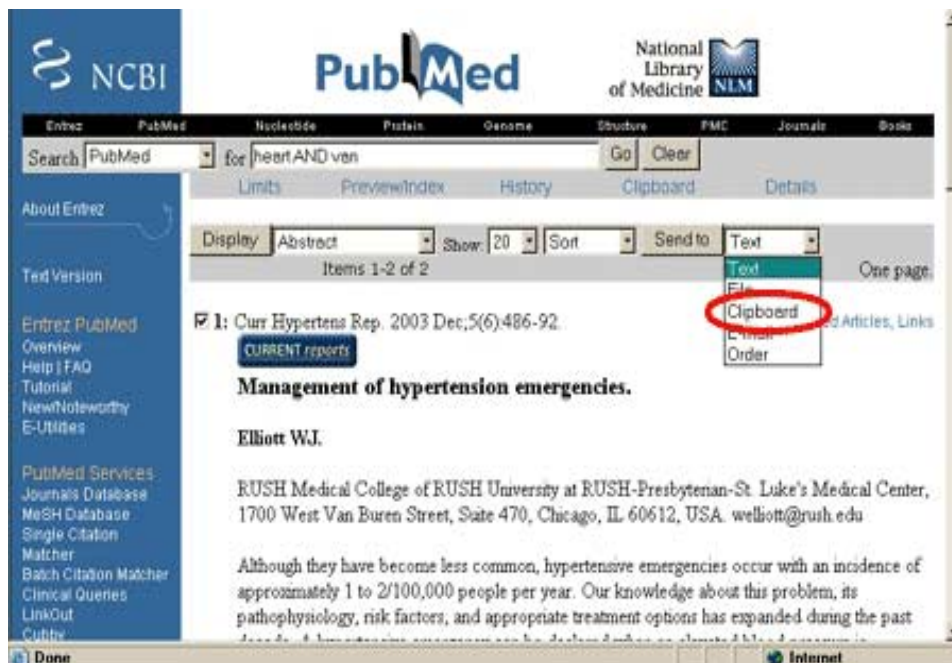 NCBI
PubMed
National
Library
of Medicine NLM
Entrez PubMed Nucleotide Protein Genome Structure PMC Journals Books
Search PubMed for heart AND van Go Clear
Limits Preview/Index History Clipboard Details
About Entrez
Display Abstract Show: 20 Sort Send to Text
Items 1-2 of 2 One page.
Text
File
Clipboard
E-mail
Order
Text Version
Entrez PubMed
Overview
Help | FAQ
Tutorial
New/Noteworthy
E-Utilities
PubMed Services
Journals Database
MeSH Database
Single Citation
Matcher
Batch Citation Matcher
Clinical Queries
LinkOut
Cubby
1: Curr Hypertens Rep. 2003 Dec;5(6):486-92. Articles, Links
CURRENT reports
Management of hypertension emergencies.
Elliott WJ.
RUSH Medical College of RUSH University at RUSH-Presbyterian-St. Luke's Medical Center,
1700 West Van Buren Street, Suite 470, Chicago, IL 60612, USA. welliott@rush.edu
Although they have become less common, hypertensive emergencies occur with an incidence of
approximately 1 to 2/100,000 people per year. Our knowledge about this problem, its
pathophysiology, risk factors, and appropriate treatment options has expanded during the past
Done Internet